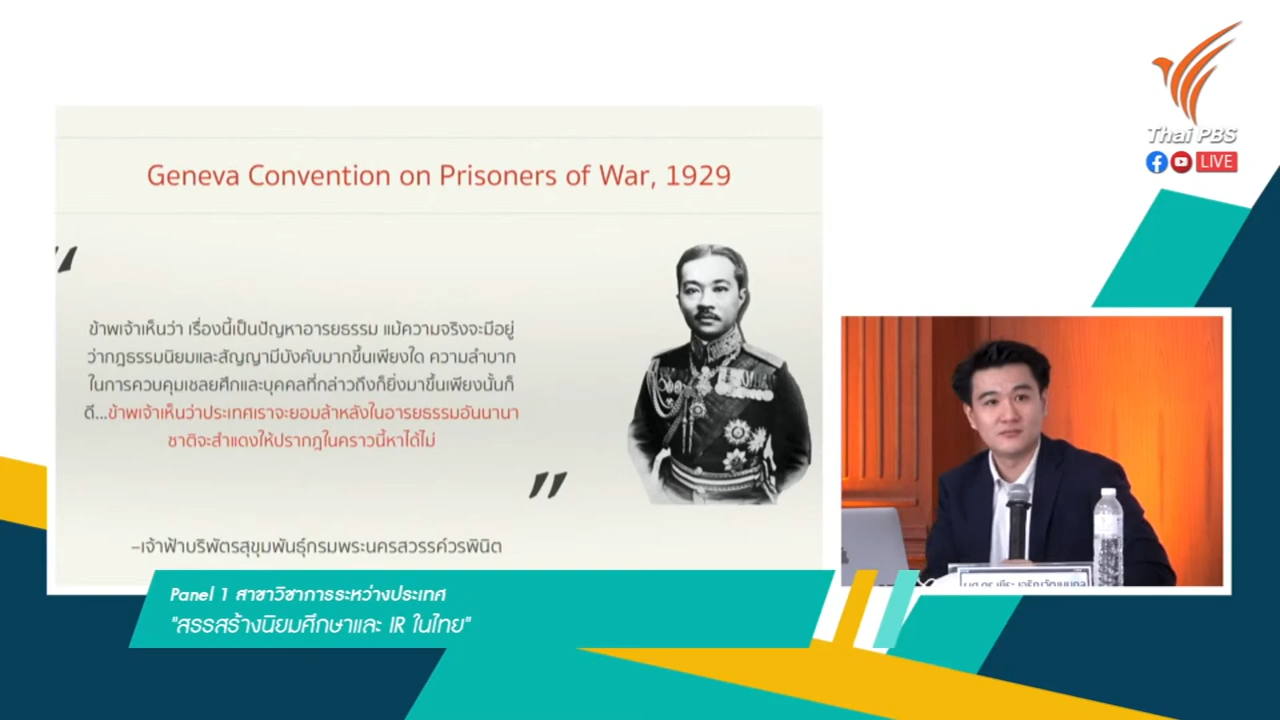 Thai PBS
LIVE
Geneva Convention on Prisoners of War, 1929
“
ข้าพเจ้าเห็นว่า เรื่องนี้เป็นปัญหาอารยธรรม แม้ความจริงจะมีอยู่
ว่ากฎธรรมนิยมและสัญญามีบังคับมากขึ้นเพียงใด ความลำบาก
ในการควบคุมเชลยศึกและบุคคลที่กล่าวถึงก็ยิ่งมาขึ้นเพียงนั้นก็
ดี...ข้าพเจ้าเห็นว่าประเทศเราจะยอมล้าหลังในอารยธรรมอันนานา
ชาติจะสำแดงให้ปรากฎในคราวนี้หาได้ไม่
”
–เจ้าฟ้าบริพัตรสุขุมพันธุ์กรมพระนครสวรรค์วรพินิต
Panel 1 สาขาวิชาการระหว่างประเทศ
"สรรสร้างนิยมศึกษาและ IR ในไทย"